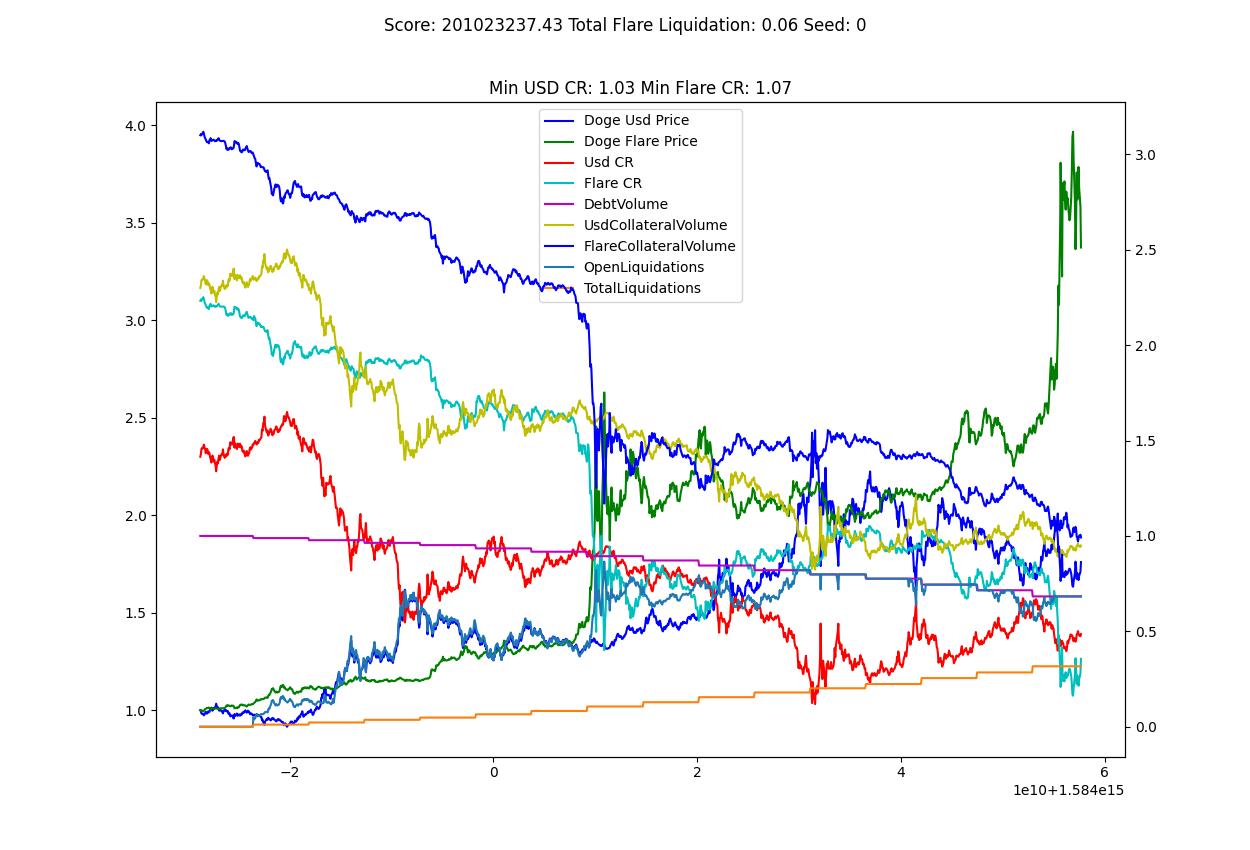 Score: 201023237.43 Total Flare Liquidation: 0.06 Seed: 0
Min USD CR: 1.03 Min Flare CR: 1.07
Doge Usd Price
Doge Flare Price
Usd CR
Flare CR
DebtVolume
UsdCollateralVolume
FlareCollateralVolume
OpenLiquidations
TotalLiquidations
4.0
3.5
3.0
2.5
2.0
1.5
1.0
3.0
2.5
2.0
1.5
1.0
0.5
0.0
−2
0
2
4
6
1e10+1.584e15